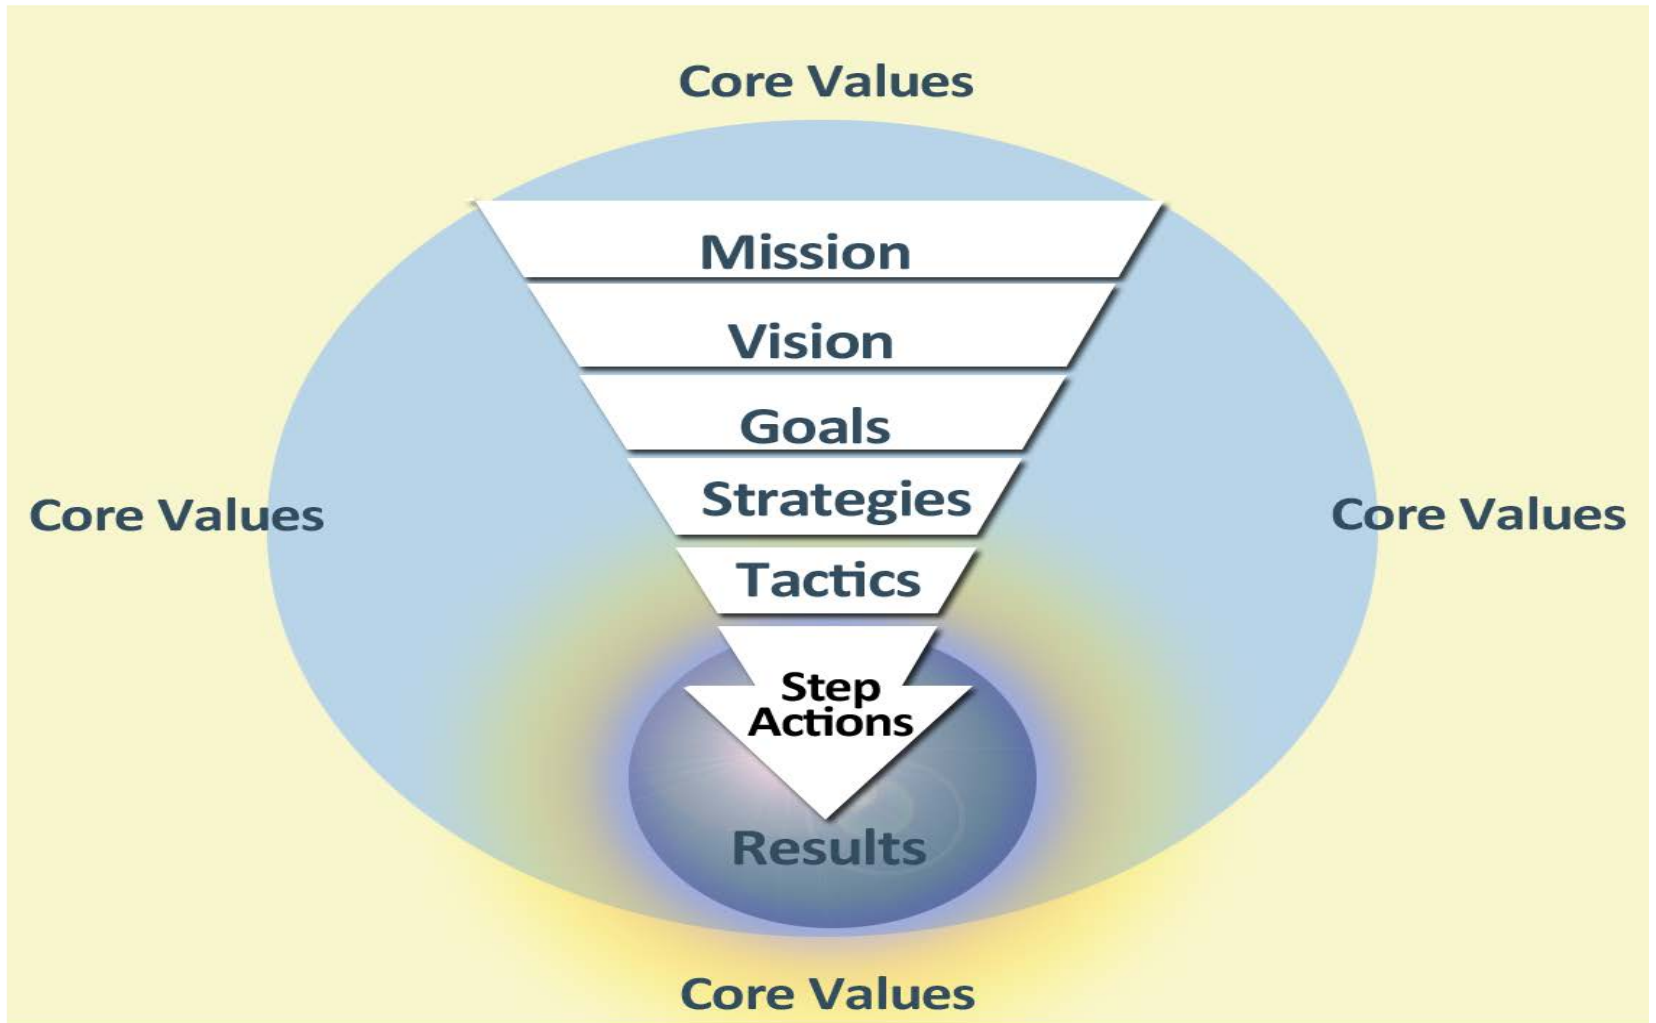 Core Values
Mission
Vision
Goals
Strategies
Core Values
Core Values
Tactics
Step
Actions
Results
Core Values